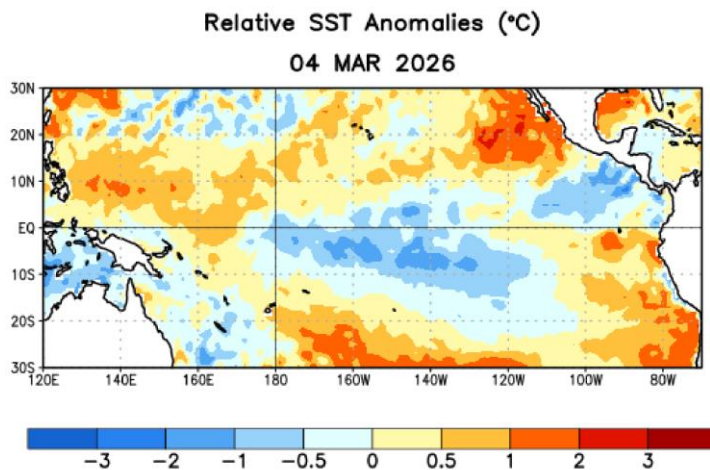 Relative SST Anomalies (°C)
04 MAR 2026
30N
20N
10N
EQ
10S
20S
30S
120E 140E 160E 180 160W 140W 120W 100W 80W
-3 -2 -1 -0.5 0 0.5 1 2 3